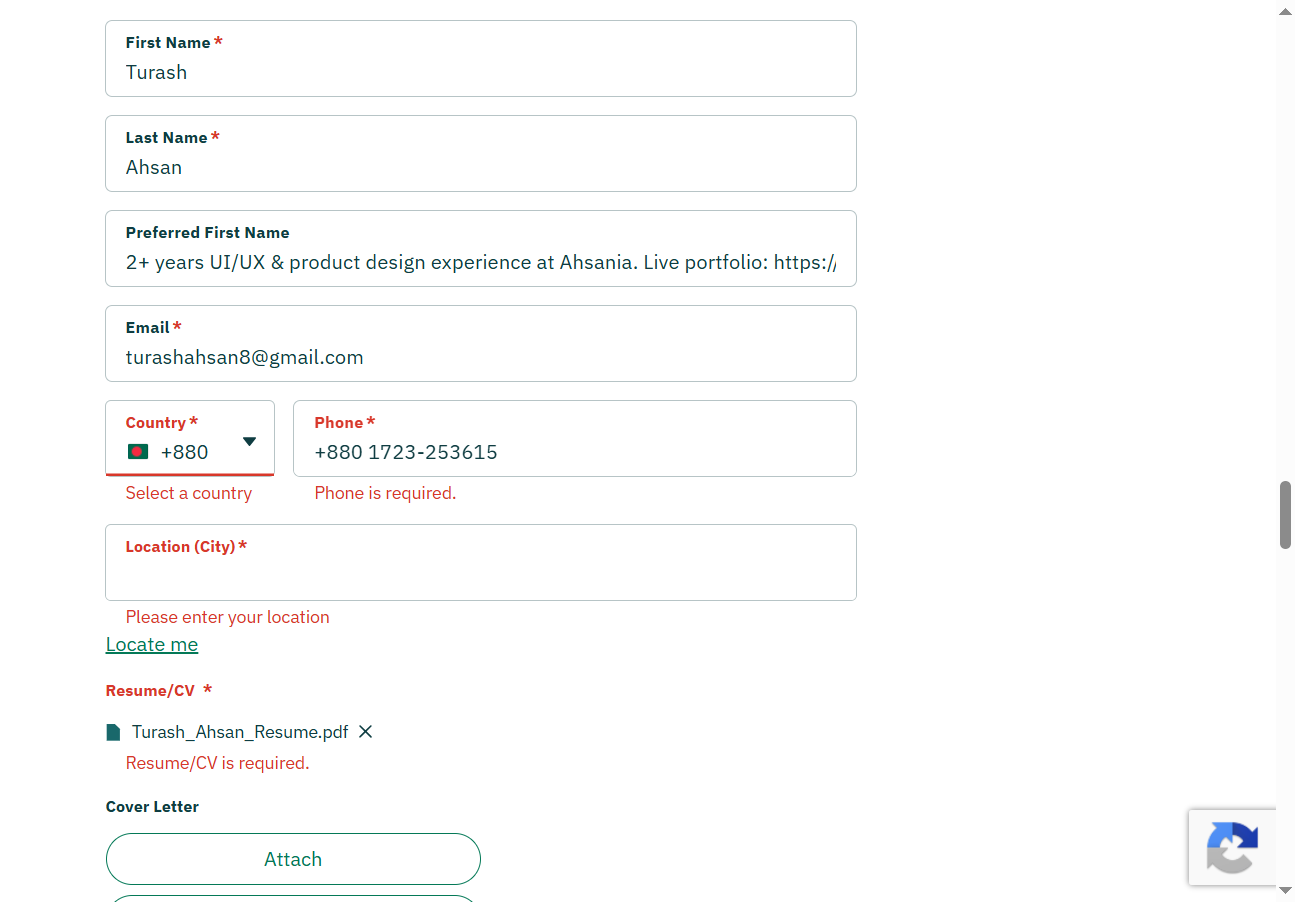 First Name *
Turash
Last Name *
Ahsan
Preferred First Name
2+ years UI/UX & product design experience at Ahsania. Live portfolio: https://
Email *
turashahsan8@gmail.com
Country * Phone *
+880 +880 1723-253615
Select a country Phone is required.
Location (City) *
Please enter your location
Locate me
Resume/CV *
Turash_Ahsan_Resume.pdf
Resume/CV is required.
Cover Letter
Attach